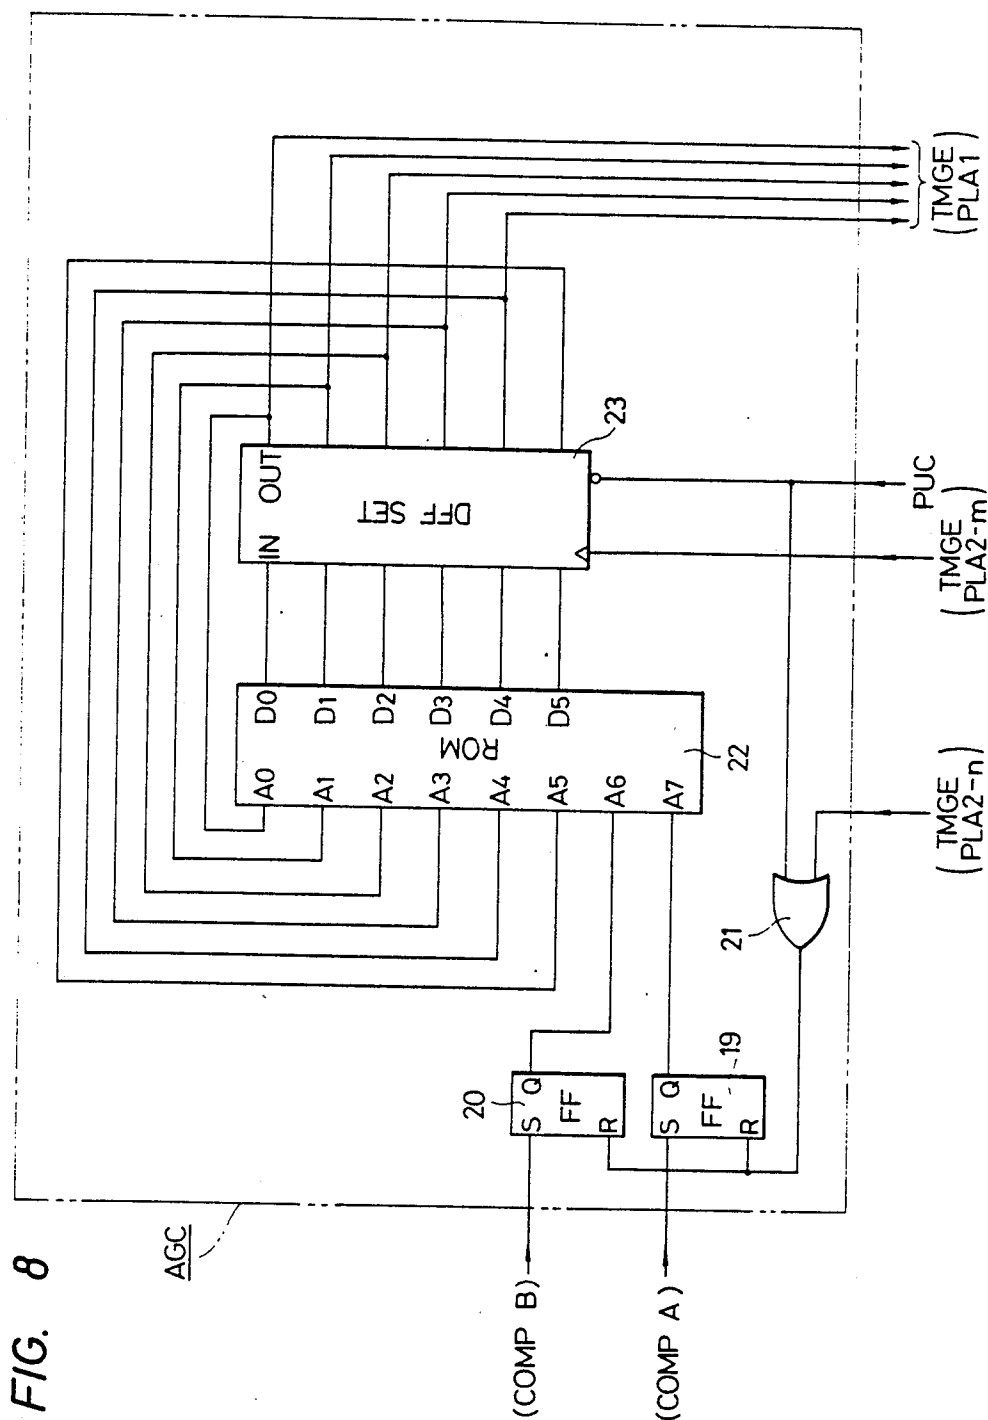 FIG. 8
AGC
(COMP B)
(COMP A)
20
S Q
FF
R
S Q
FF
19
R
21
A0 D0
A1 D1
A2 D2
A3 D3
A4 D4
A5 D5
A6
A7
ROM
22
IN OUT
DFF SET
23
(TMGE
PLA2-n)
(TMGE
PLA2-m)
PUC
(TMGE
PLA1)